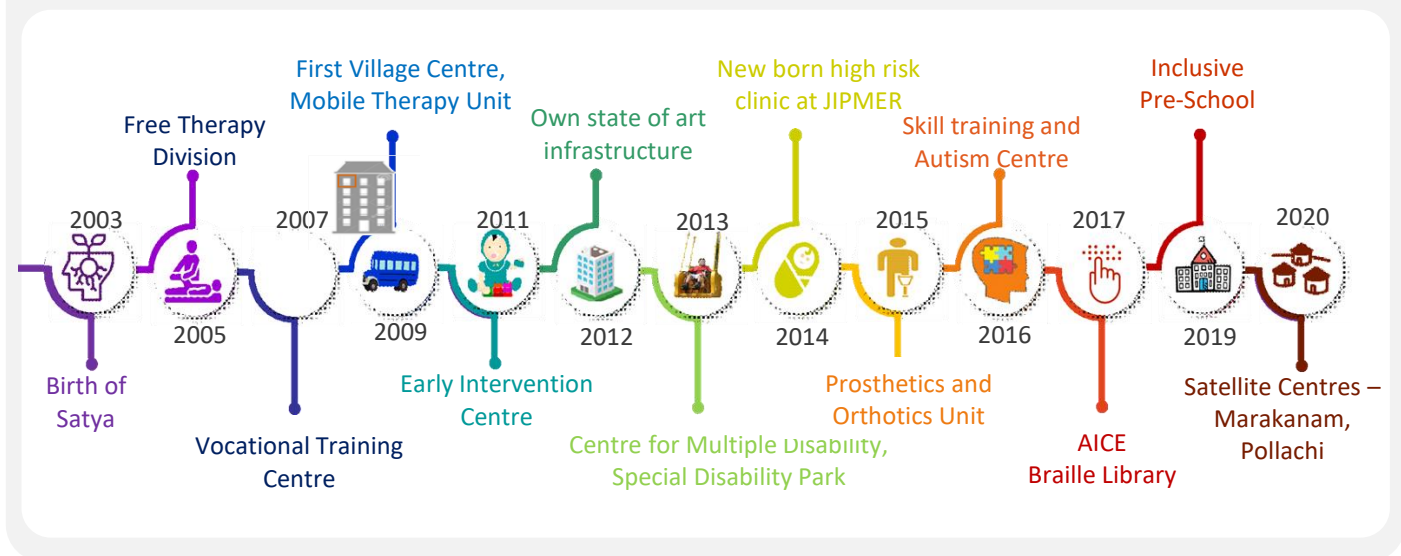 First Village Centre,
Mobile Therapy Unit
New born high risk
clinic at JIPMER
Inclusive
Pre-School
Free Therapy
Division
Own state of art
infrastructure
Skill training and
Autism Centre
2003
2007
2011
2013
2015
2017
2020
2005
2009
2012
2014
2016
2019
Birth of
Satya
Early Intervention
Centre
Prosthetics and
Orthotics Unit
Satellite Centres –
Marakanam,
Pollachi
Vocational Training
Centre
Centre for Multiple Disability,
Special Disability Park
AICE
Braille Library